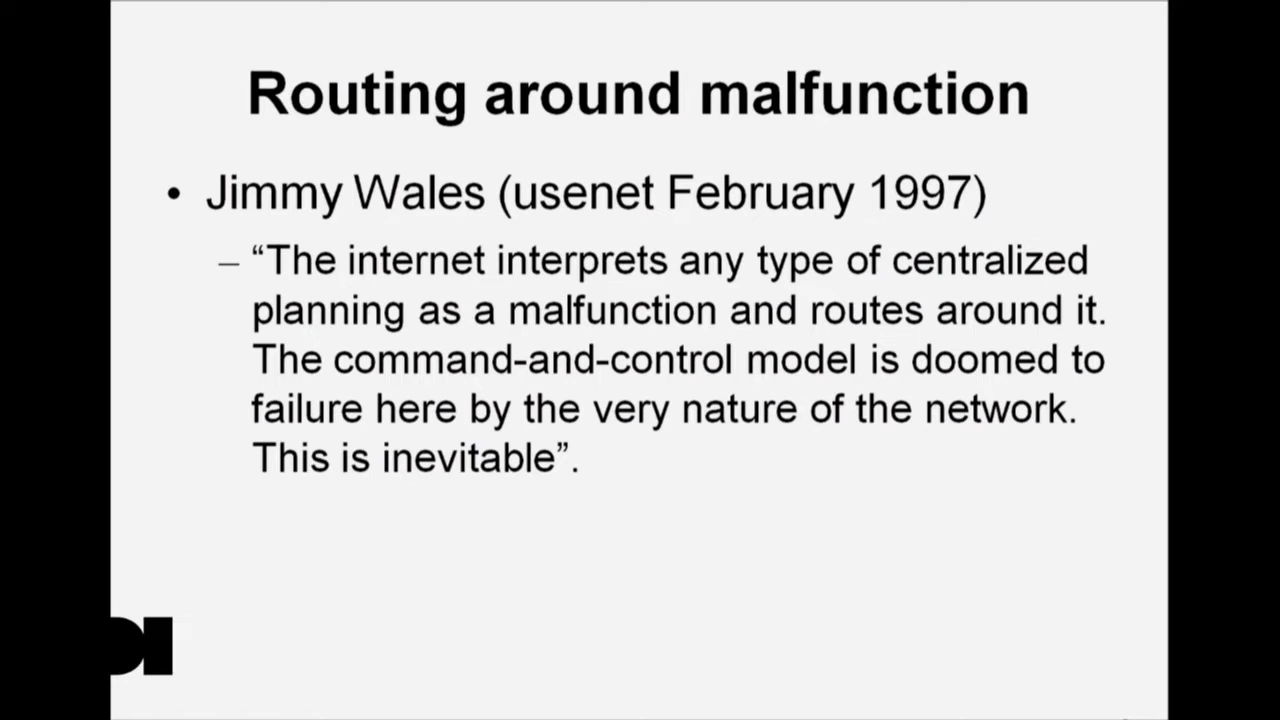 Routing around malfunction
• Jimmy Wales (usenet February 1997)
– “The internet interprets any type of centralized
planning as a malfunction and routes around it.
The command-and-control model is doomed to
failure here by the very nature of the network.
This is inevitable”.